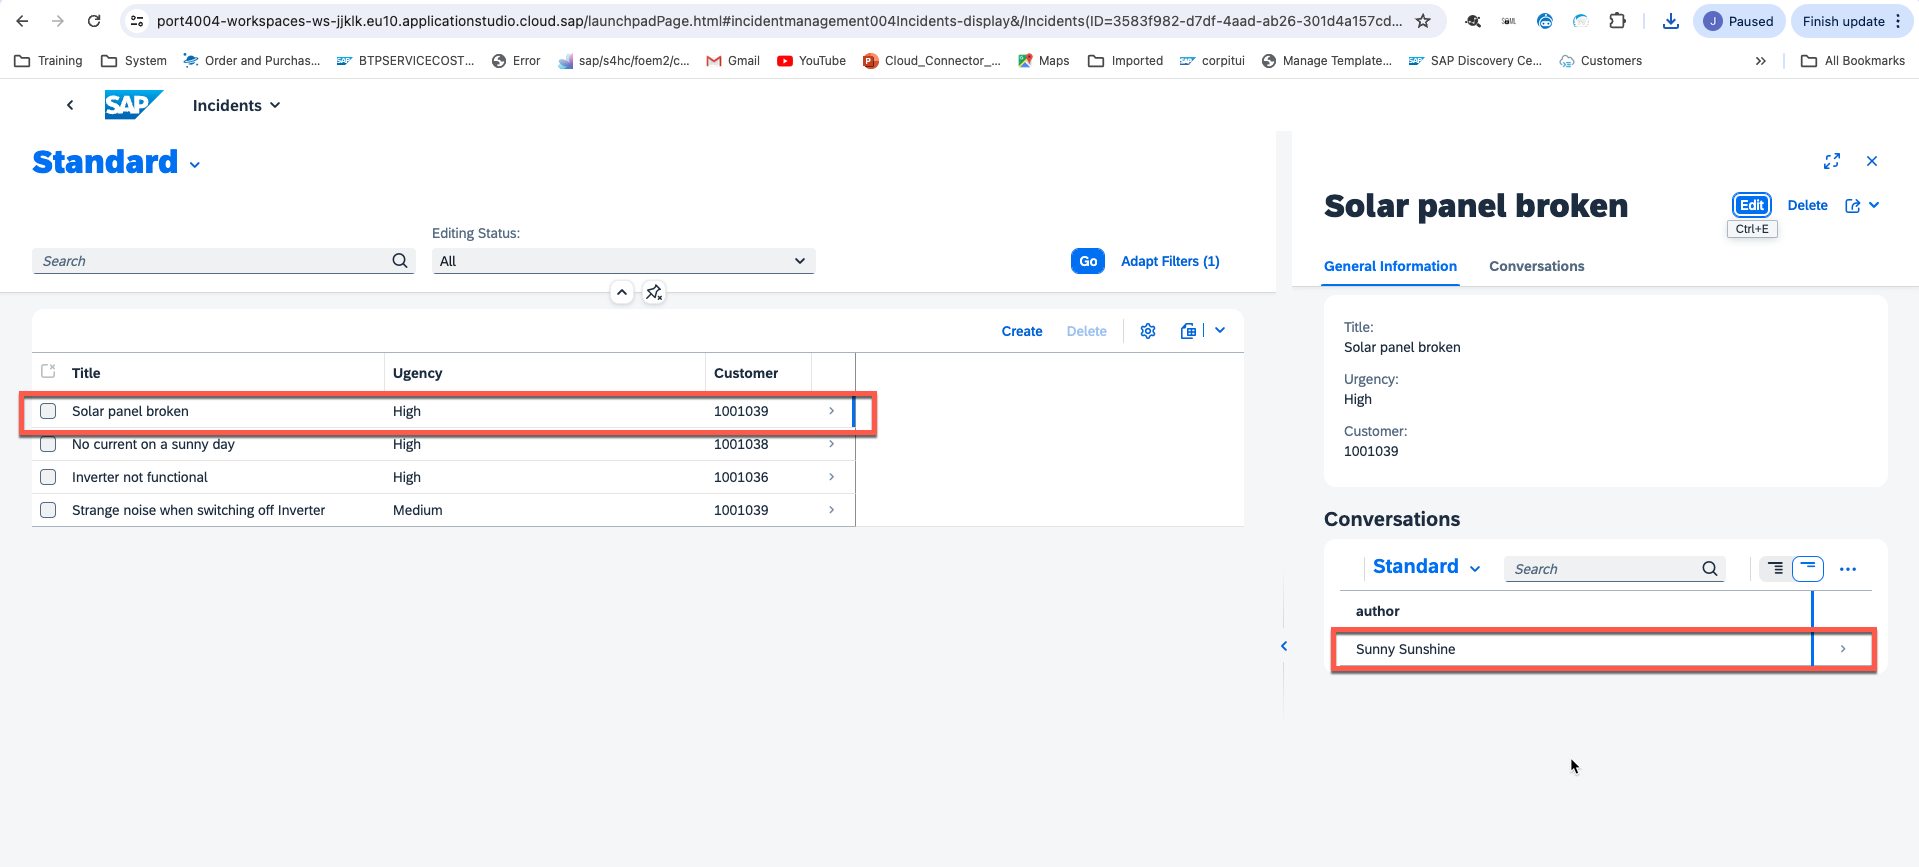 port4004-workspaces-ws-jjklk.eu10.applicationstudio.cloud.sap/launchpadPage.html#incidentmanagement004Incidents-display&/Incidents(ID=3583f982-d7df-4aad-ab26-301d4a157cd...
J Paused
Finish update
Training System Order and Purchas... BTPSERVICECOST... Error sap/s4hc/foem2/c... Gmail YouTube Cloud_Connector_... Maps Imported corpitui Manage Template... SAP Discovery Ce... Customers » All Bookmarks
SAP Incidents
Standard
Editing Status:
Search All Go Adapt Filters (1)
Create Delete
Title Ugency Customer
Solar panel broken High 1001039
No current on a sunny day High 1001038
Inverter not functional High 1001036
Strange noise when switching off Inverter Medium 1001039
Solar panel broken Edit Delete
Ctrl+E
General Information Conversations
Title:
Solar panel broken
Urgency:
High
Customer:
1001039
Conversations
Standard Search
author
Sunny Sunshine